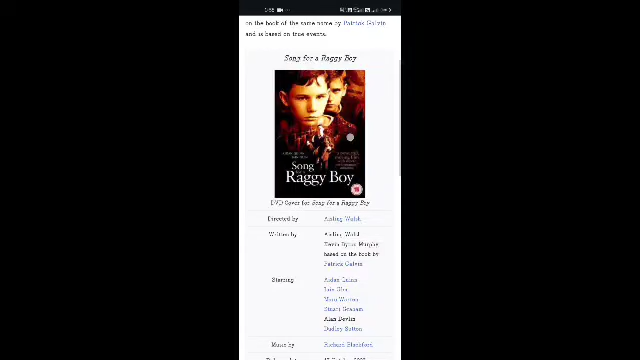 on the book of the same name by Patrick Galvin
and is based on true events.
Song for a Raggy Boy
Song
Raggy Boy
DVD Cover for Song for a Raggy Boy
Directed by Aisling Walsh
Written by Aisling Walsh
Kevin Byron Murphy
based on the book by
Patrick Galvin
Starring Aidan Quinn
Iain Glen
Marc Warren
Stuart Graham
Alan Devlin
Dudley Sutton
Music by Richard Blackford